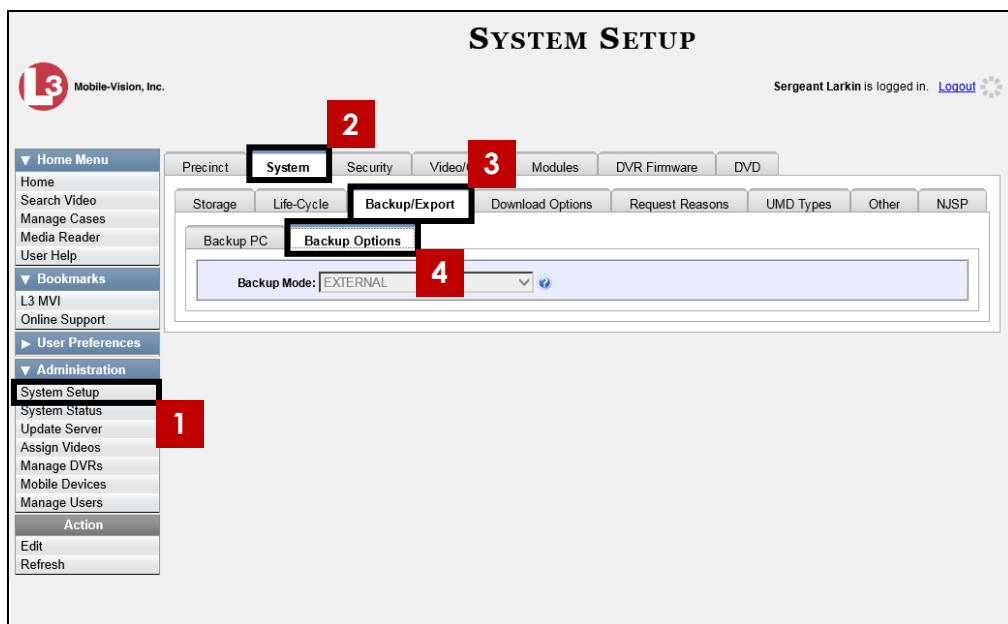 SYSTEM SETUP
L3 Mobile-Vision, Inc.
Sergeant Larkin is logged in. Logout
2
▼ Home Menu
Home
Search Video
Manage Cases
Media Reader
User Help
▼ Bookmarks
L3 MVI
Online Support
▶ User Preferences
▼ Administration
System Setup
System Status
Update Server
Assign Videos
Manage DVRs
Mobile Devices
Manage Users
Action
Edit
Refresh
1
Precinct System Security Video/ 3 Modules DVR Firmware DVD
Storage Life-Cycle Backup/Export Download Options Request Reasons UMD Types Other NJSP
Backup PC Backup Options
4
Backup Mode: EXTERNAL ?